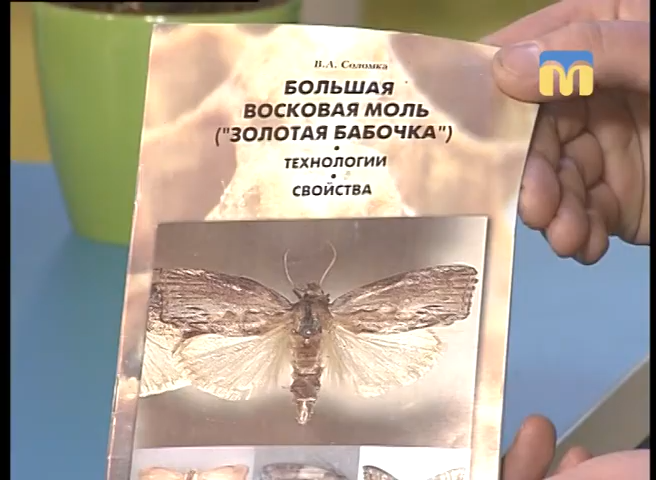 В.А. Соломка
БОЛЬШАЯ
ВОСКОВАЯ МОЛЬ
("ЗОЛОТАЯ БАБОЧКА")
•
ТЕХНОЛОГИИ
•
СВОЙСТВА